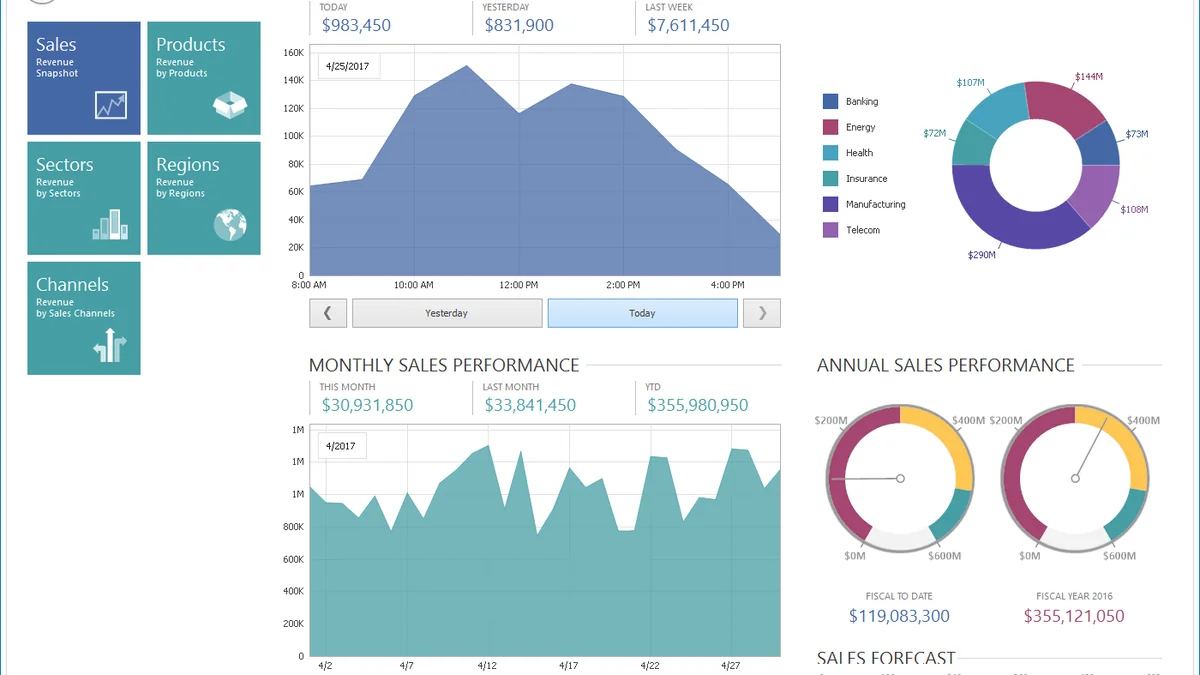 Sales
Revenue
Snapshot
Products
Revenue
by Products
Sectors
Revenue
by Sectors
Regions
Revenue
by Regions
Channels
Revenue
by Sales Channels
TODAY
$983,450
YESTERDAY
$831,900
LAST WEEK
$7,611,450
160K
140K
120K
100K
80K
60K
40K
20K
0
4/25/2017
8:00 AM
10:00 AM
12:00 PM
2:00 PM
4:00 PM
Yesterday
Today
Banking
Energy
Health
Insurance
Manufacturing
Telecom
$107M
$144M
$72M
$73M
$108M
$290M
MONTHLY SALES PERFORMANCE
THIS MONTH
$30,931,850
LAST MONTH
$33,841,450
YTD
$355,980,950
1M
1M
1M
800K
600K
400K
200K
0
4/2017
4/2
4/7
4/12
4/17
4/22
4/27
ANNUAL SALES PERFORMANCE
$200M
$400M
$0M
$600M
$200M
$400M
$0M
$600M
FISCAL TO DATE
$119,083,300
FISCAL YEAR 2016
$355,121,050
SALES FORECAST